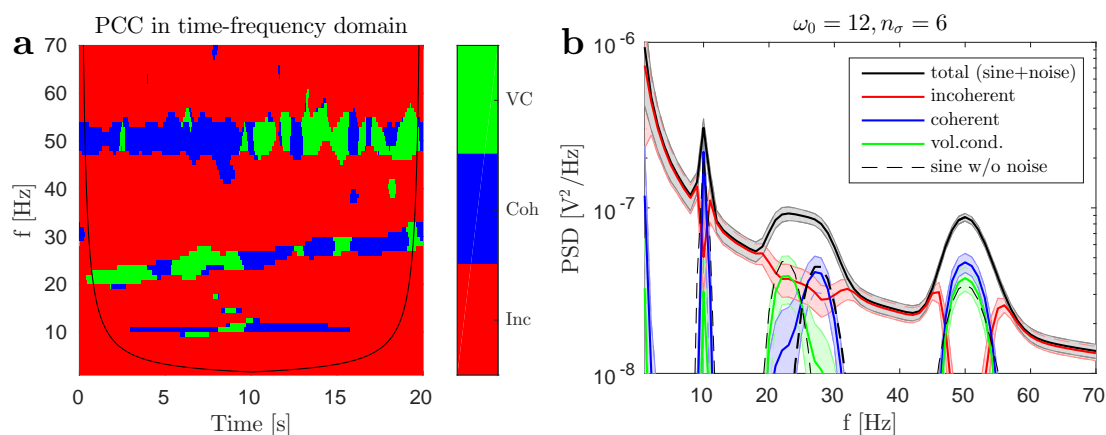 a
PCC in time-frequency domain
70
60
50
40
30
20
10
f [Hz]
0
5
10
15
20
Time [s]
VC
Coh
Inc
b
ω₀ = 12, n_σ = 6
10⁻⁶
10⁻⁷
10⁻⁸
PSD [V²/Hz]
total (sine+noise)
incoherent
coherent
vol.cond.
sine w/o noise
10
20
30
40
50
60
70
f [Hz]